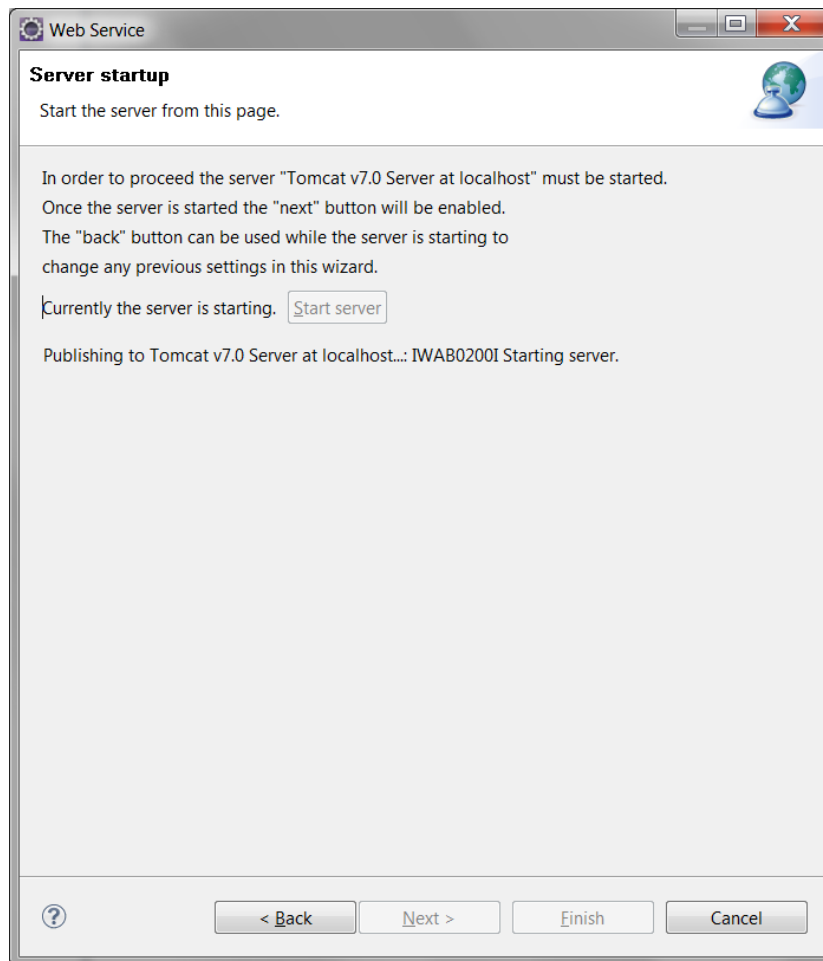 Web Service
Server startup
Start the server from this page.
In order to proceed the server "Tomcat v7.0 Server at localhost" must be started.
Once the server is started the "next" button will be enabled.
The "back" button can be used while the server is starting to
change any previous settings in this wizard.
Currently the server is starting. Start server
Publishing to Tomcat v7.0 Server at localhost...: IWAB0200I Starting server.
? < Back Next > Finish Cancel